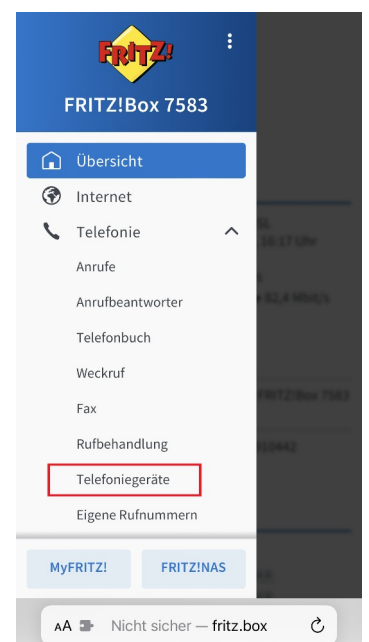 FRITZ!
FRITZ!Box 7583
Übersicht
Internet
Telefonie
Anrufe
Anrufbeantworter
Telefonbuch
Weckruf
Fax
Rufbehandlung
Telefoniegeräte
Eigene Rufnummern
MyFRITZ!
FRITZ!NAS
AA
Nicht sicher — fritz.box